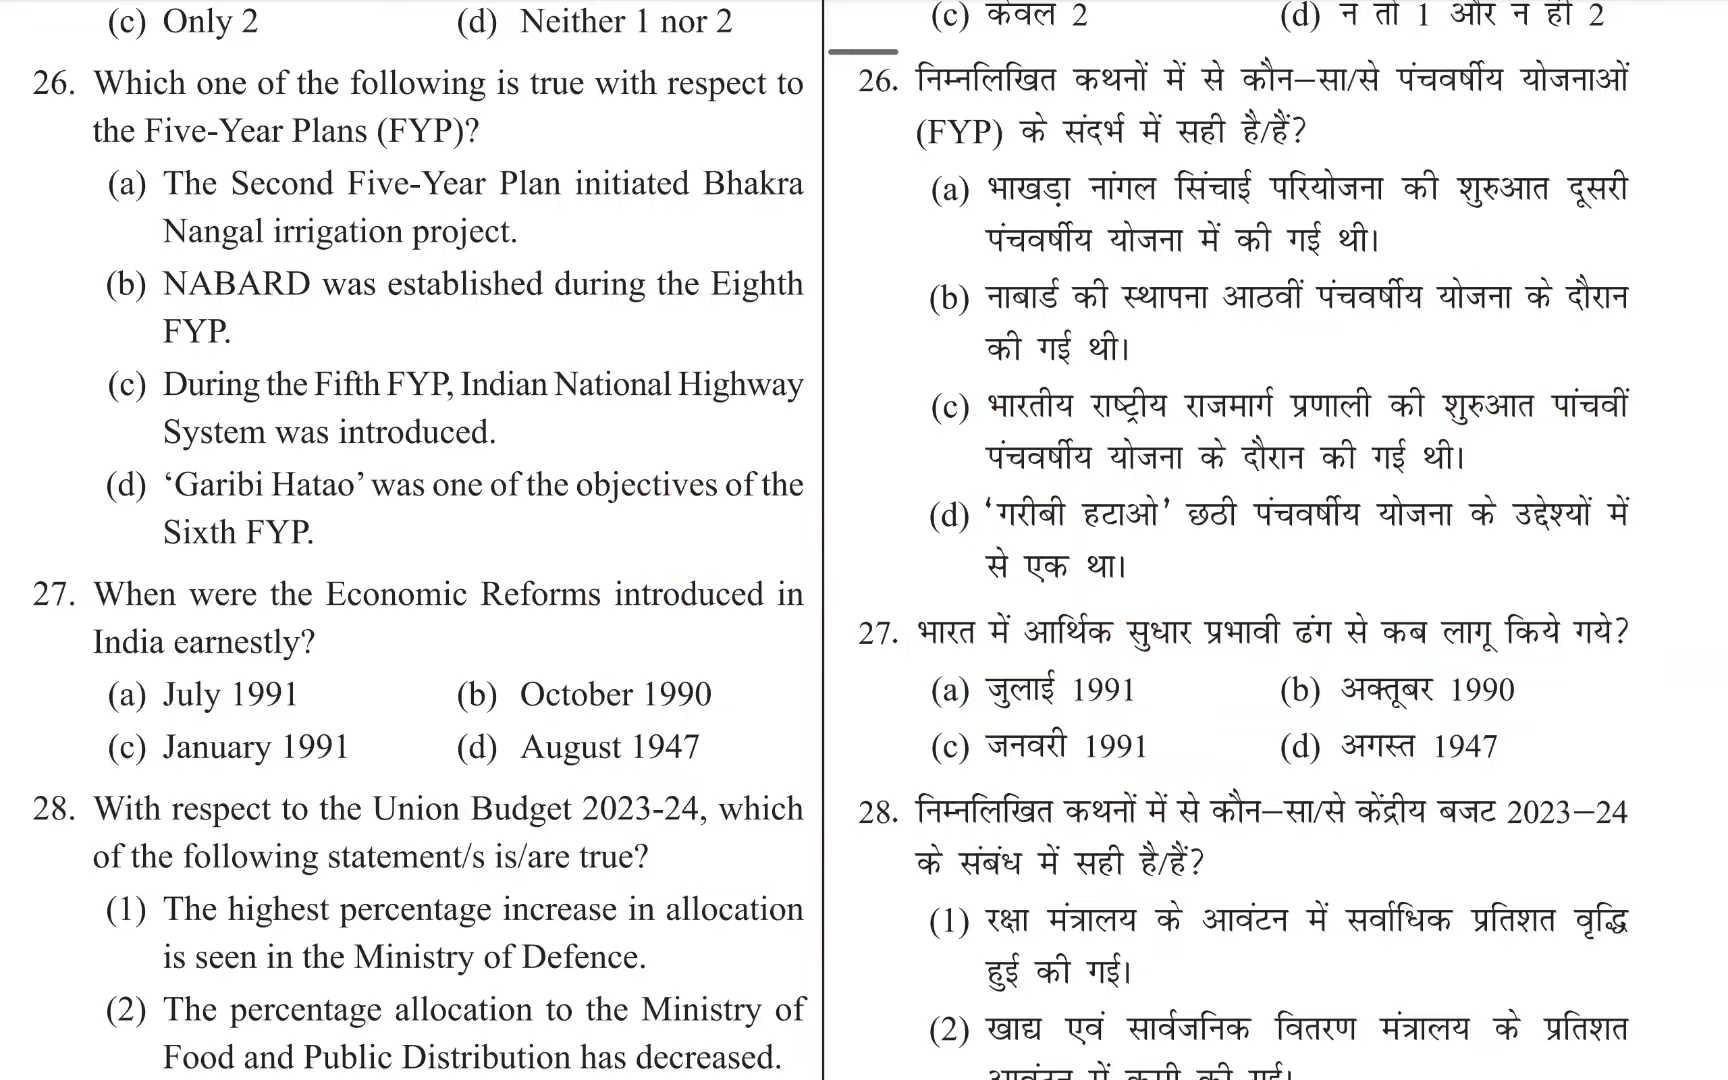 (c) Only 2 (d) Neither 1 nor 2
26. Which one of the following is true with respect to
the Five-Year Plans (FYP)?
(a) The Second Five-Year Plan initiated Bhakra
Nangal irrigation project.
(b) NABARD was established during the Eighth
FYP.
(c) During the Fifth FYP, Indian National Highway
System was introduced.
(d) ‘Garibi Hatao’ was one of the objectives of the
Sixth FYP.
27. When were the Economic Reforms introduced in
India earnestly?
(a) July 1991 (b) October 1990
(c) January 1991 (d) August 1947
28. With respect to the Union Budget 2023-24, which
of the following statement/s is/are true?
(1) The highest percentage increase in allocation
is seen in the Ministry of Defence.
(2) The percentage allocation to the Ministry of
Food and Public Distribution has decreased.
(c) केवल 2 (d) न तो 1 और न ही 2
26. निम्नलिखित कथनों में से कौन–सा/से पंचवर्षीय योजनाओं
(FYP) के संदर्भ में सही है/हैं?
(a) भाखड़ा नांगल सिंचाई परियोजना की शुरुआत दूसरी
पंचवर्षीय योजना में की गई थी।
(b) नाबार्ड की स्थापना आठवीं पंचवर्षीय योजना के दौरान
की गई थी।
(c) भारतीय राष्ट्रीय राजमार्ग प्रणाली की शुरुआत पांचवीं
पंचवर्षीय योजना के दौरान की गई थी।
(d) ‘गरीबी हटाओ’ छठी पंचवर्षीय योजना के उद्देश्यों में
से एक था।
27. भारत में आर्थिक सुधार प्रभावी ढंग से कब लागू किये गये?
(a) जुलाई 1991 (b) अक्तूबर 1990
(c) जनवरी 1991 (d) अगस्त 1947
28. निम्नलिखित कथनों में से कौन–सा/से केंद्रीय बजट 2023–24
के संबंध में सही है/हैं?
(1) रक्षा मंत्रालय के आवंटन में सर्वाधिक प्रतिशत वृद्धि
हुई की गई।
(2) खाद्य एवं सार्वजनिक वितरण मंत्रालय के प्रतिशत
आवंटन में कमी की गई।